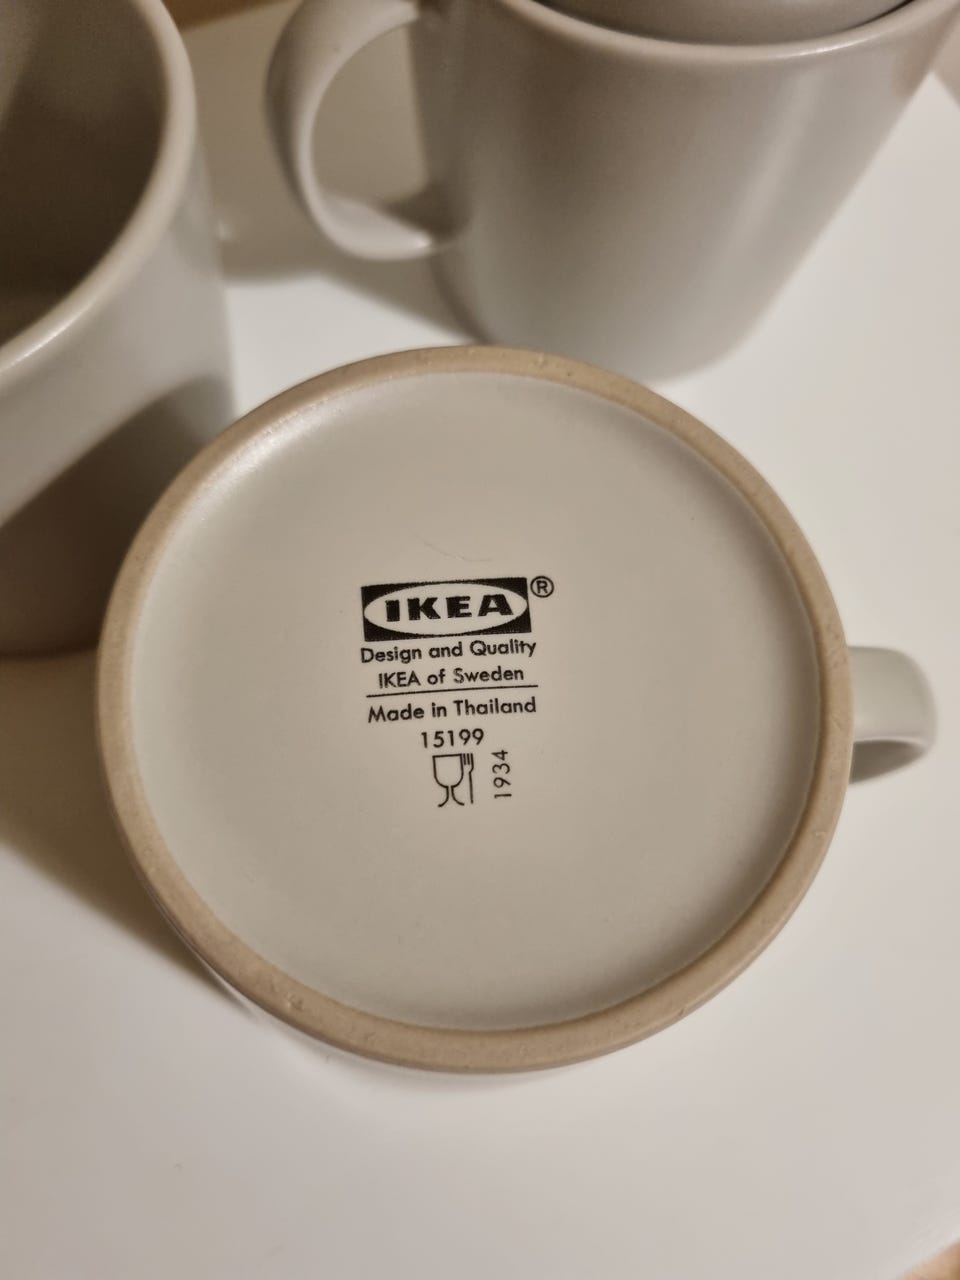 IKEA®
Design and Quality
IKEA of Sweden
Made in Thailand
15199
1934